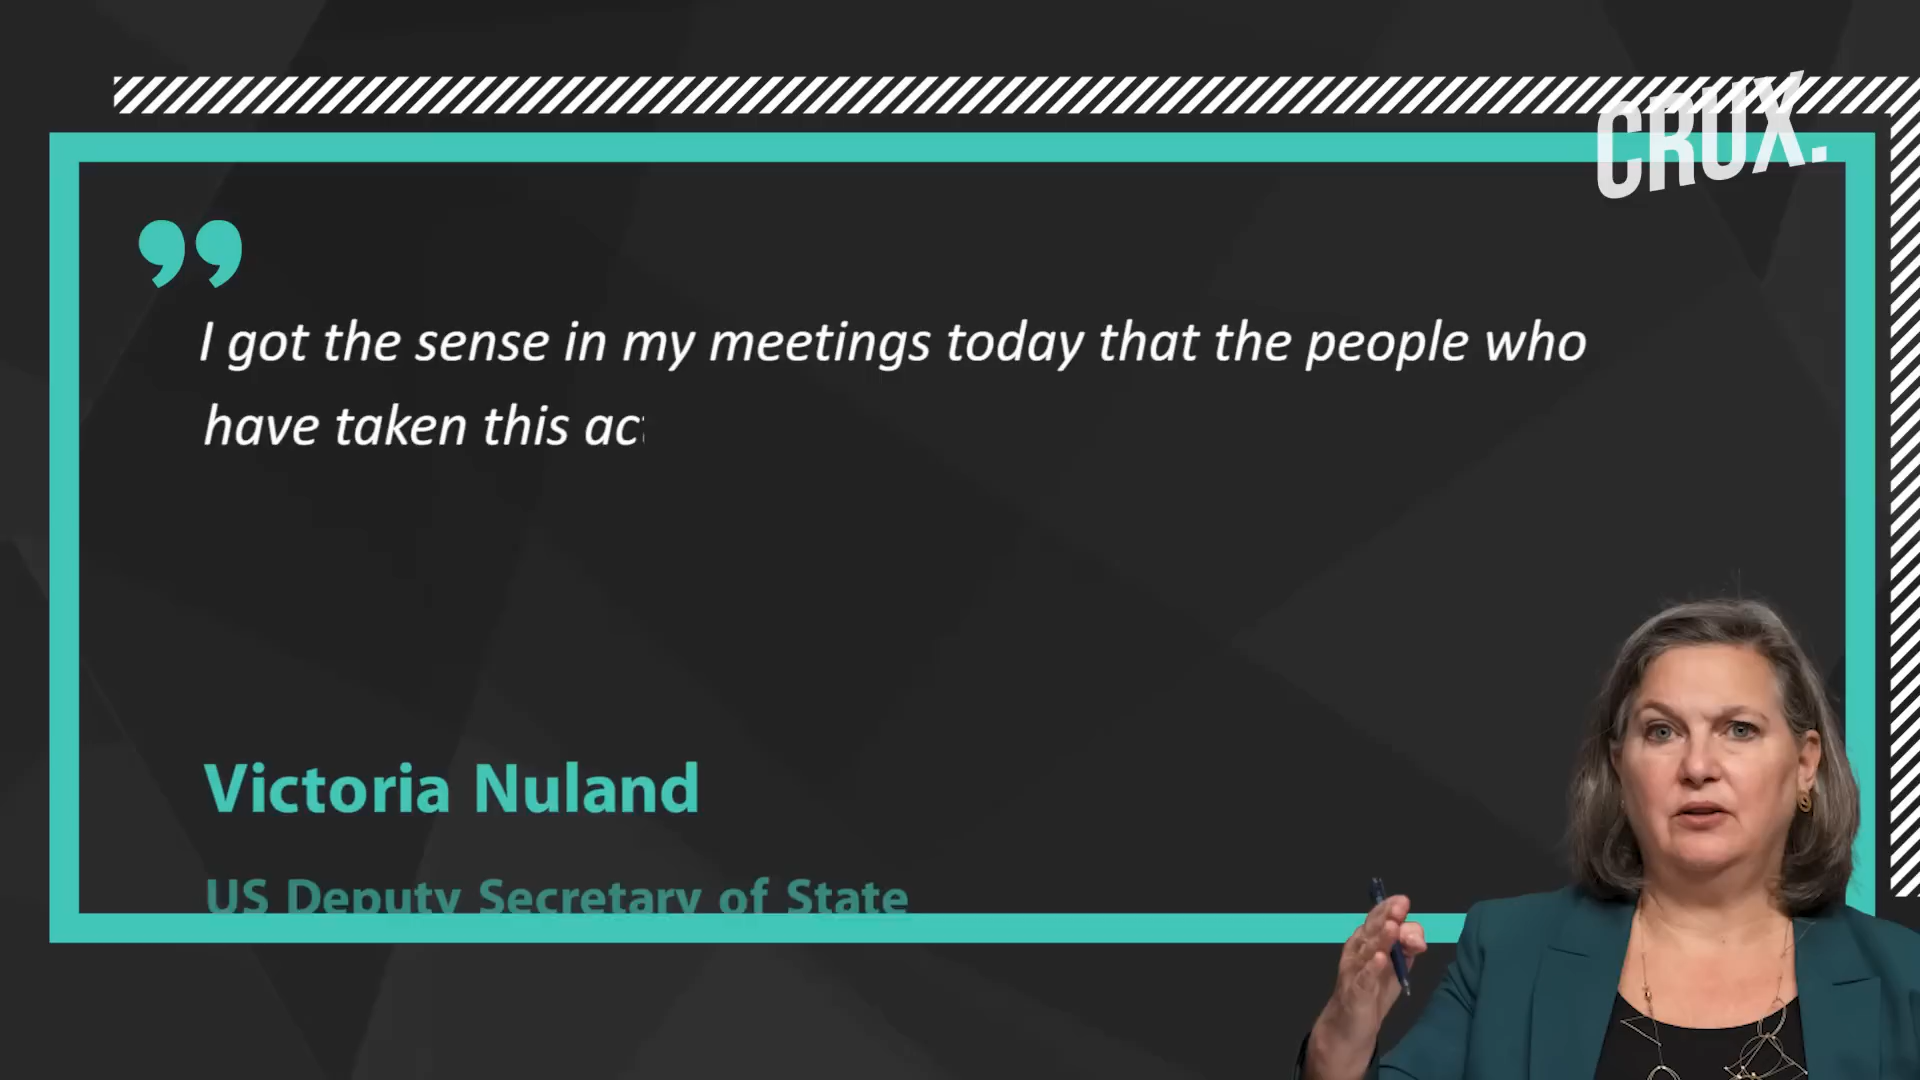 CRUX.
”
I got the sense in my meetings today that the people who
have taken this
Victoria Nuland
US Deputy Secretary of State